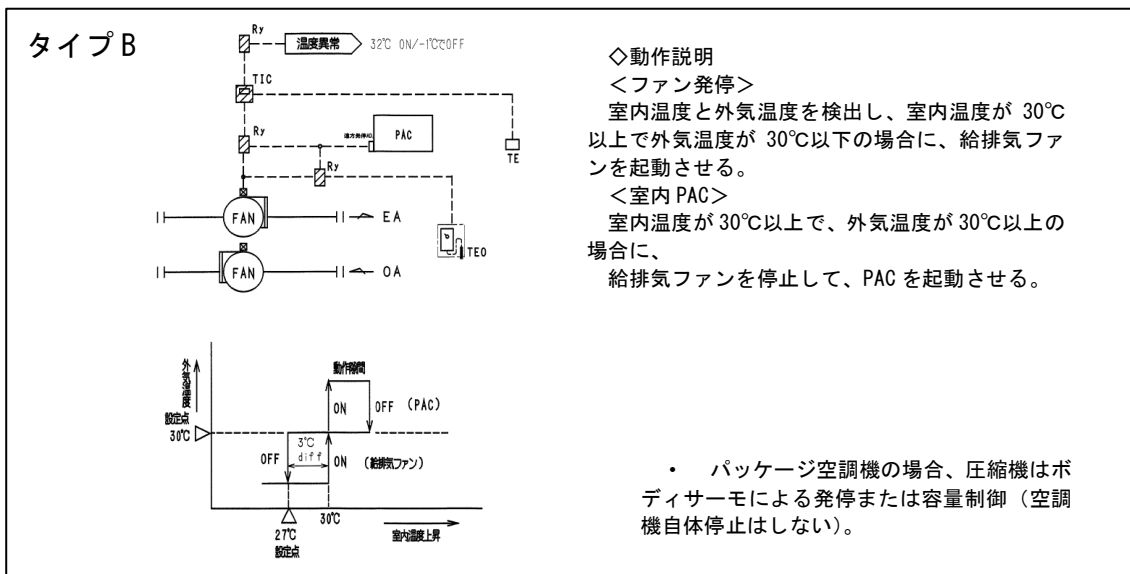 タイプB
Ry
温度異常
32℃ ON/-1℃でOFF
TIC
Ry
遠方発停NO.
PAC
TE
Ry
FAN
EA
TEO
FAN
OA
◇動作説明
＜ファン発停＞
室内温度と外気温度を検出し、室内温度が 30℃
以上で外気温度が 30℃以下の場合に、給排気ファ
ンを起動させる。
＜室内 PAC＞
室内温度が 30℃以上で、外気温度が 30℃以上の
場合に、
給排気ファンを停止して、PAC を起動させる。
外気温度
設定点
30℃
動作隙間
ON
OFF (PAC)
3℃
diff
OFF
ON
(給排気ファン)
27℃
設定点
30℃
室内温度上昇
・ パッケージ空調機の場合、圧縮機はボ
ディサーモによる発停または容量制御（空調
機自体停止はしない）。